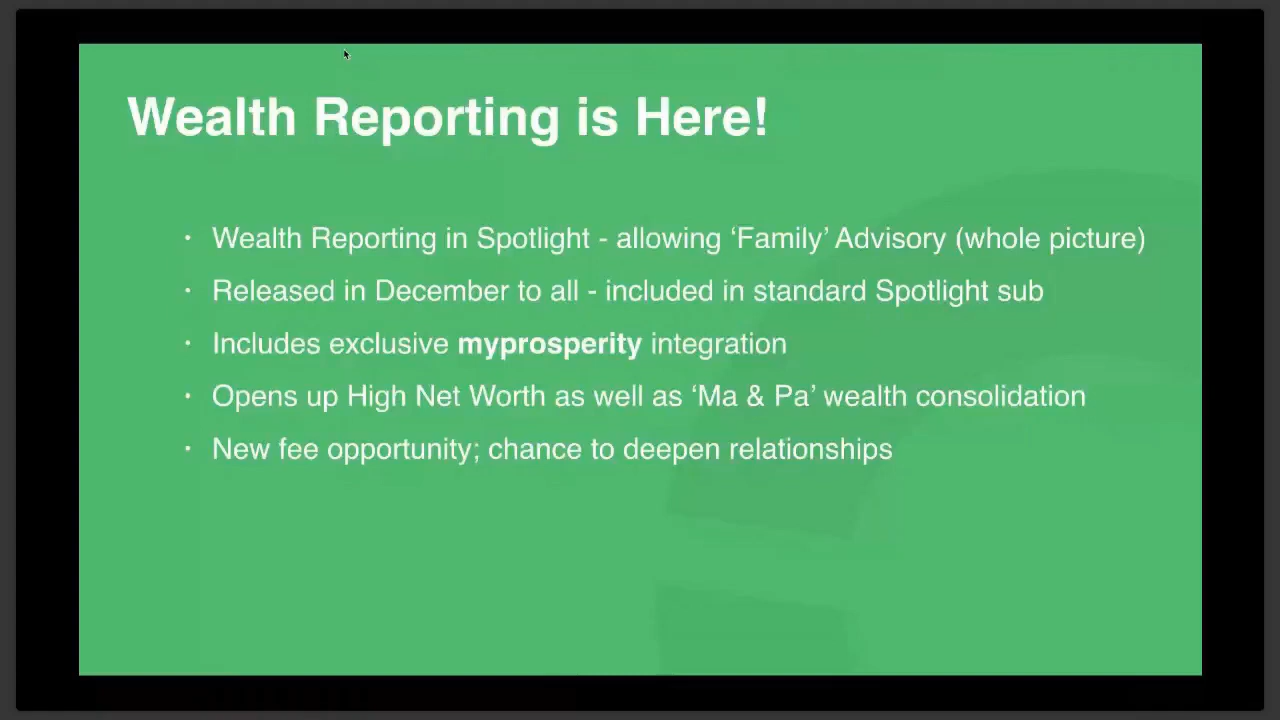 Wealth Reporting is Here!
· Wealth Reporting in Spotlight - allowing ‘Family’ Advisory (whole picture)
· Released in December to all - included in standard Spotlight sub
· Includes exclusive myprosperity integration
· Opens up High Net Worth as well as ‘Ma & Pa’ wealth consolidation
· New fee opportunity; chance to deepen relationships